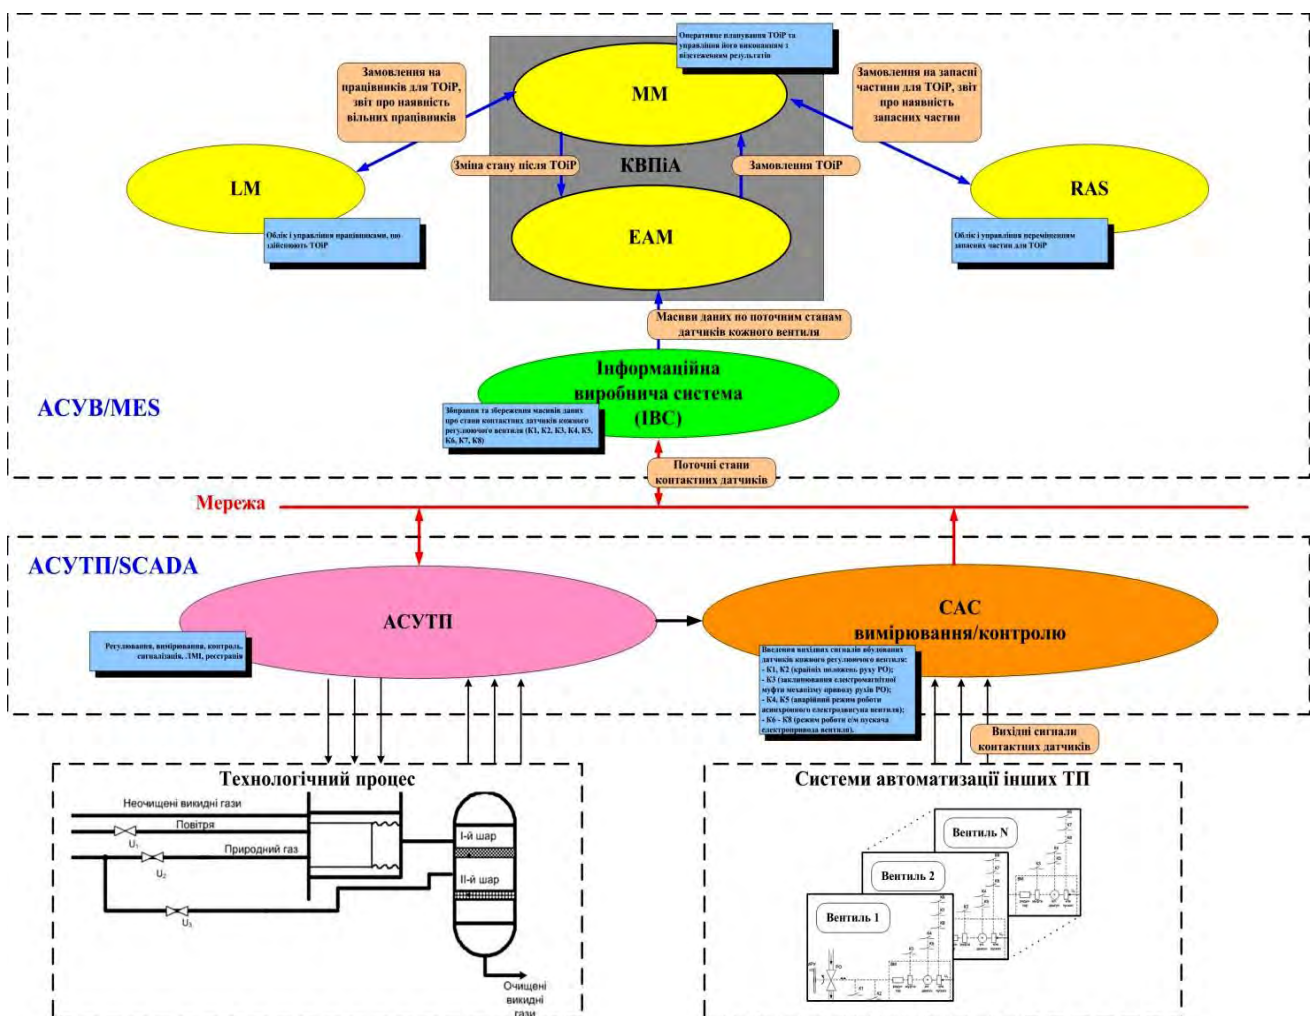 Оперативне планування ТОіР та
управління його виконанням з
відстеженням результатів
Замовлення на
працівників для ТОіР,
звіт про наявність
вільних працівників
ММ
Замовлення на запасні
частини для ТОіР, звіт
про наявність
запасних частин
Зміна стану після ТОіР
КВПіА
Замовлення ТОіР
LM
RAS
Облік і управління працівниками, що
здійснюють ТОіР
ЕАМ
Облік і управління переміщенням
запасних частин для ТОіР
Масиви даних по поточним станам
датчиків кожного вентиля
Інформаційна
виробнича система
(ІВС)
АСУВ/MES
Збирання та збереження масивів даних
про стани контактних датчиків кожного
регулюючого вентиля (К1, К2, К3, К4, К5,
К6, К7, К8)
Поточні стани
контактних датчиків
Мережа
АСУТП/SCADA
АСУТП
САС
вимірювання/контролю
Регулювання, вимірювання, контроль,
сигналізація, ЛМІ, реєстрація
Введення вихідних сигналів вбудованих
датчиків кожного регулюючого вентиля:
- К1, К2 (крайніх положень руху РО);
- К3 (заклинювання електромагнітної
муфти механізму приводу рухів РО);
- К4, К5 (аварійний режим роботи
асинхронного електродвигуна вентиля);
- К6 - К8 (режим роботи е/м пускача
електропривода вентиля).
Вихідні сигнали
контактних датчиків
Технологічний процес
Неочищені викидні гази
Повітря
U1
Природний газ
U2
U3
І-й шар
ІІ-й шар
Очищені
викидні
гази
Системи автоматизації інших ТП
Вентиль N
Вентиль 2
Вентиль 1